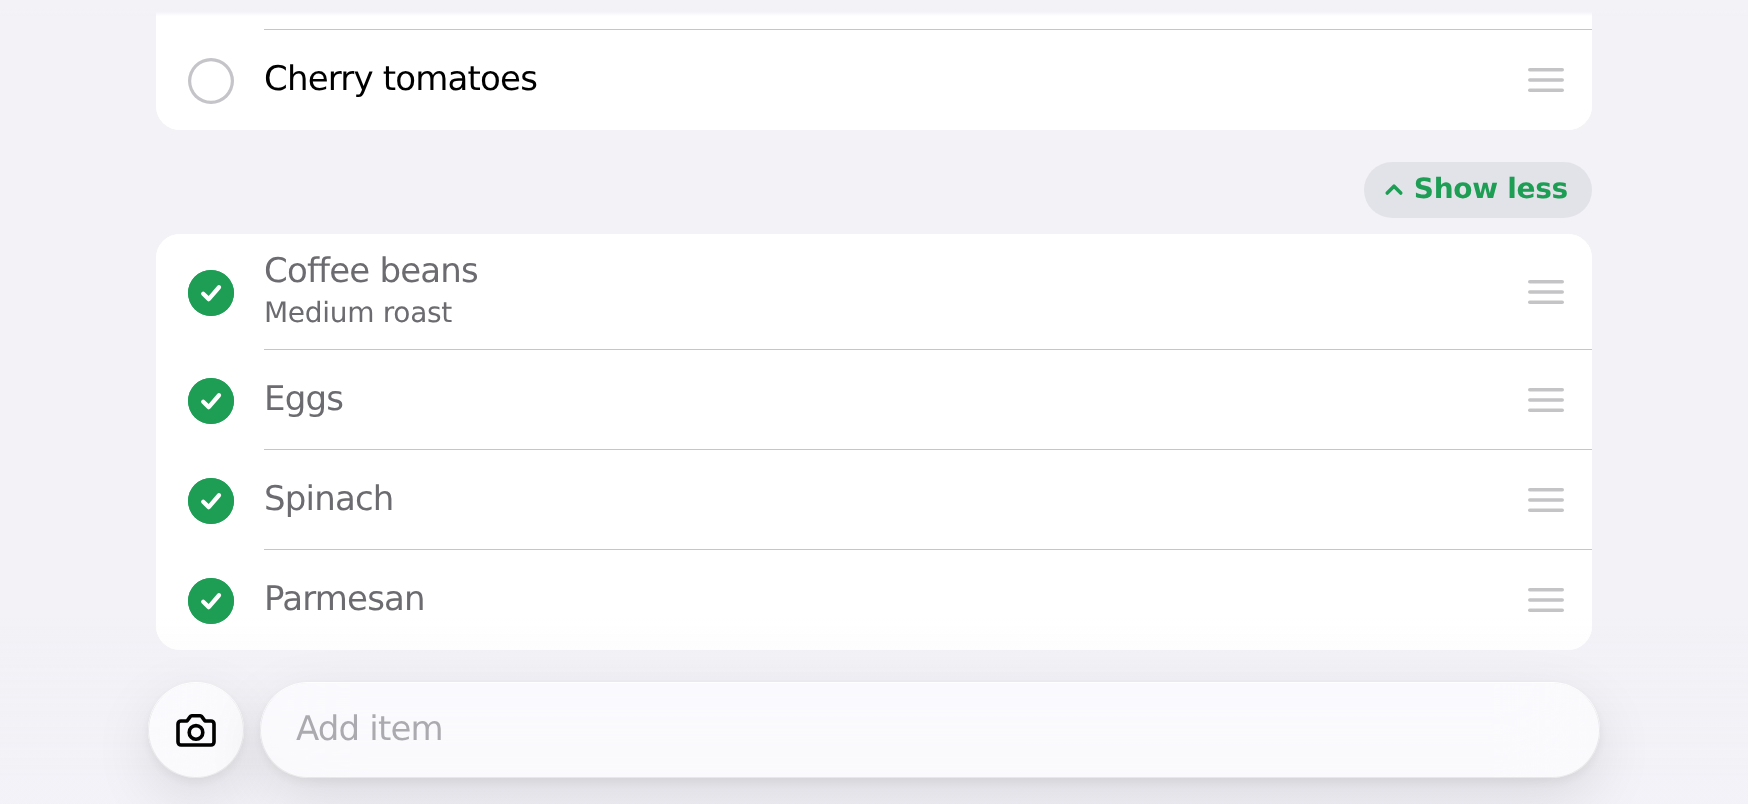 Cherry tomatoes
Show less
Coffee beans
Medium roast
Eggs
Spinach
Parmesan
Add item